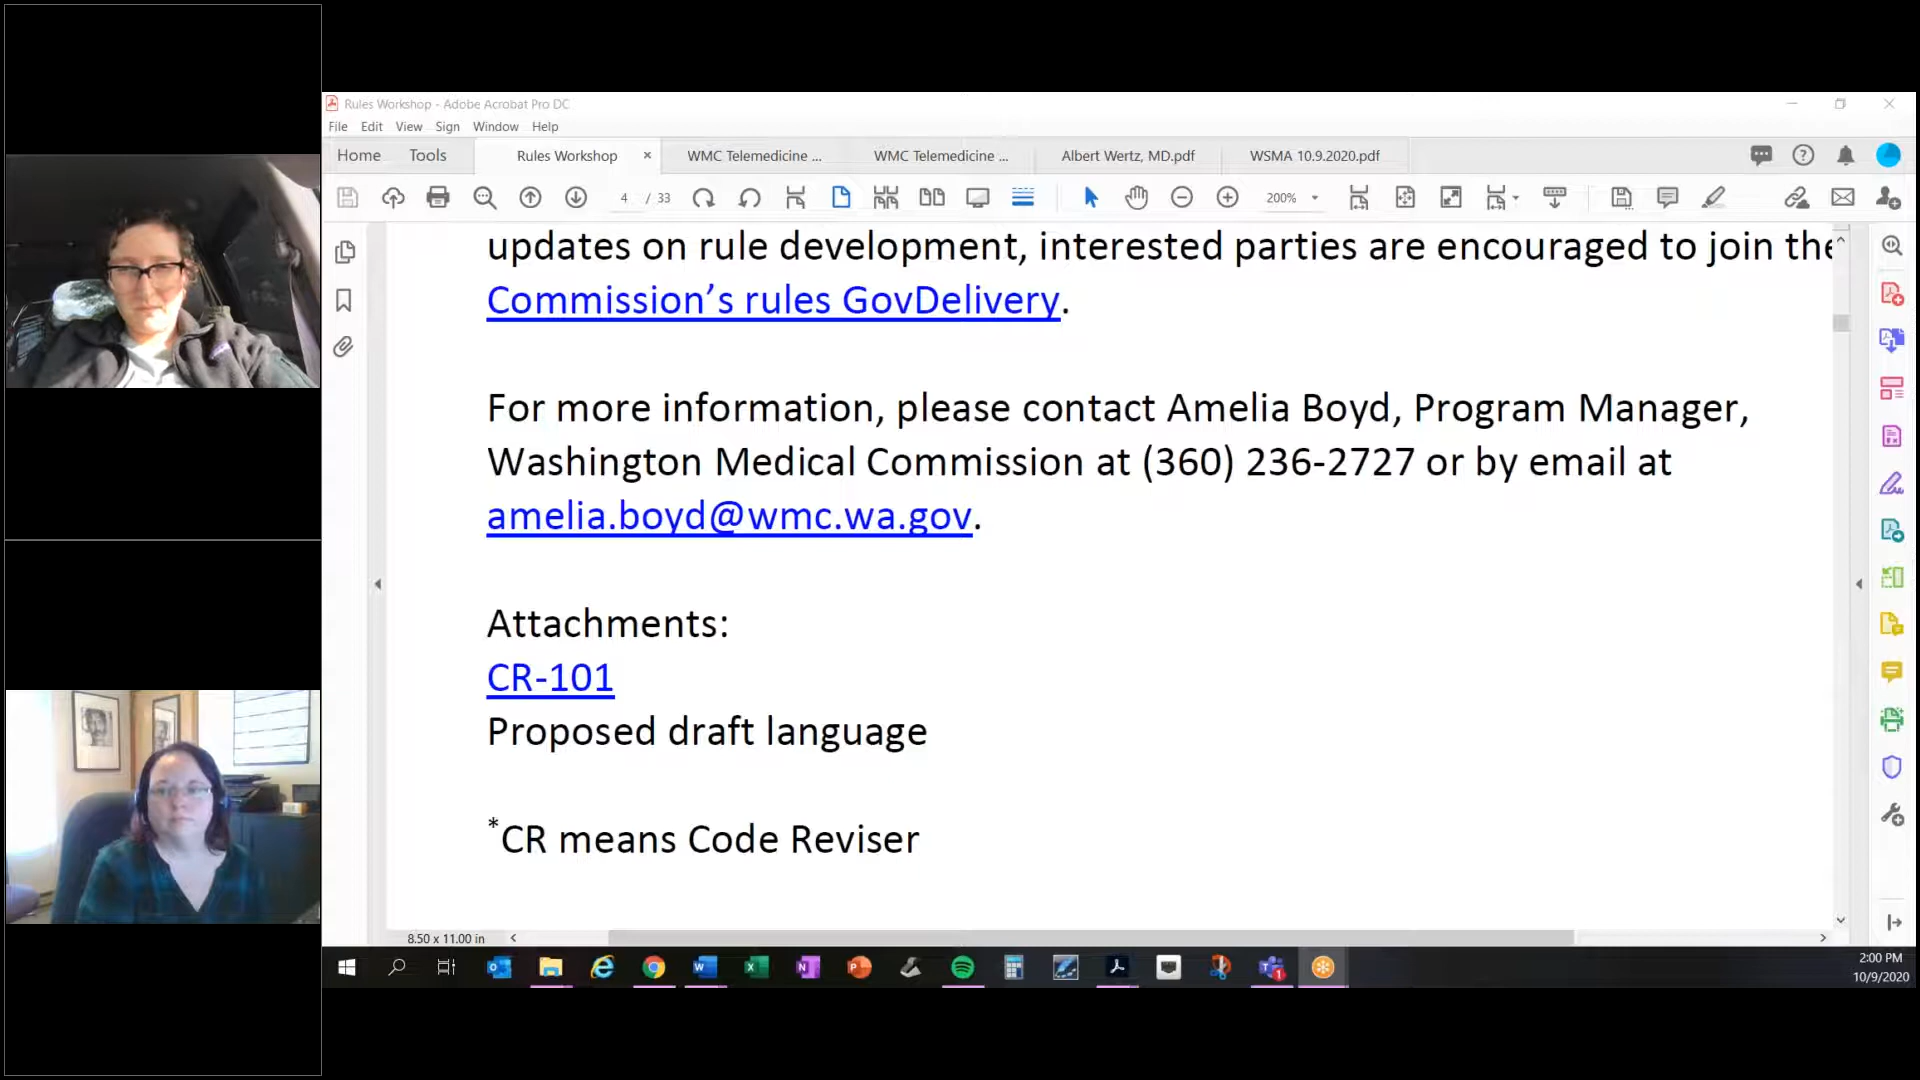 Rules Workshop - Adobe Acrobat Pro DC
File Edit View Sign Window Help
Home Tools Rules Workshop × WMC Telemedicine ... WMC Telemedicine ... Albert Wertz, MD.pdf WSMA 10.9.2020.pdf
4 / 33 200%
updates on rule development, interested parties are encouraged to join the
Commission’s rules GovDelivery.
For more information, please contact Amelia Boyd, Program Manager,
Washington Medical Commission at (360) 236-2727 or by email at
amelia.boyd@wmc.wa.gov.
Attachments:
CR-101
Proposed draft language
*CR means Code Reviser
8.50 x 11.00 in
2:00 PM
10/9/2020